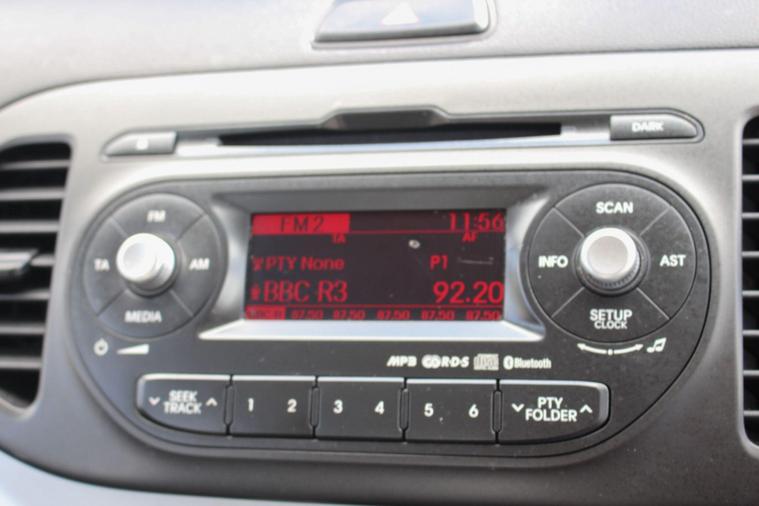 DARK
FM
TA
AM
MEDIA
FM 2
11:56
TA
AF
PTY None
P1
BBC R3
92.20
87.50 87.50 87.50 87.50 87.50
SCAN
INFO
AST
SETUP
CLOCK
MP3
R·D·S
Bluetooth
SEEK
TRACK
1 2
3 4
5 6
PTY
FOLDER